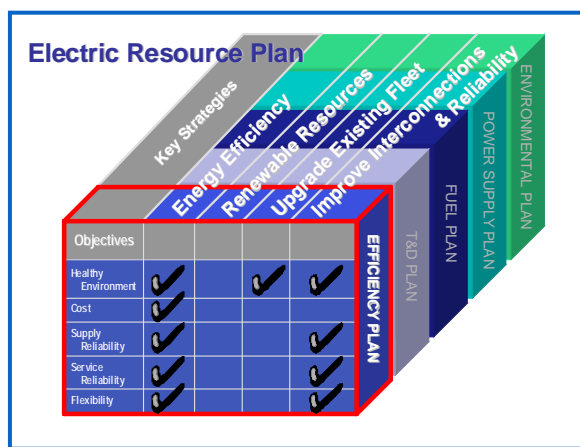 Electric Resource Plan
Key Strategies
Energy Efficiency
Renewable Resources
Upgrade Existing Fleet
Improve Interconnections
& Reliability
Objectives
Healthy
Environment
Cost
Supply
Reliability
Service
Reliability
Flexibility
EFFICIENCY PLAN
T&D PLAN
FUEL PLAN
POWER SUPPLY PLAN
ENVIRONMENTAL PLAN